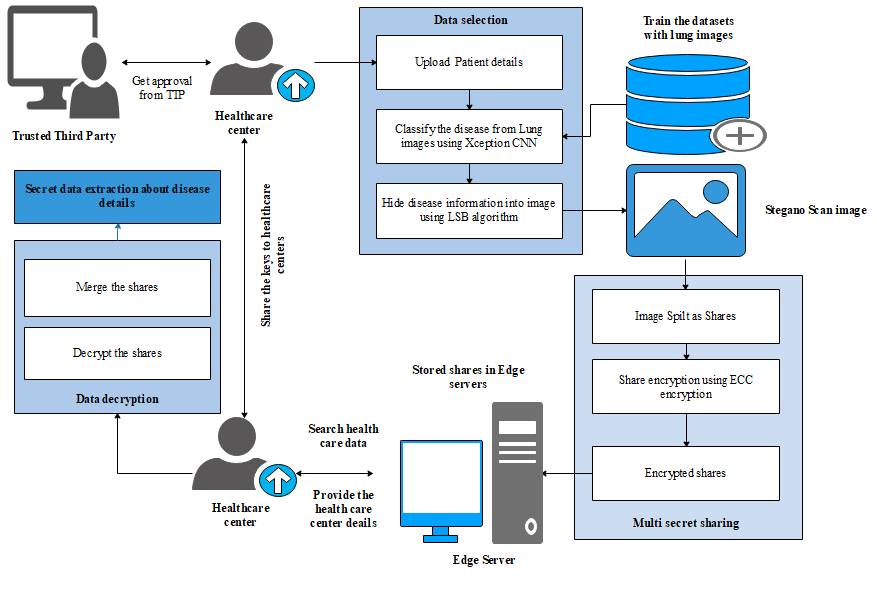 Data selection
Train the datasets
with lung images
Upload Patient details
Get approval
from TIP
Healthcare
center
Trusted Third Party
Classify the disease from Lung
images using Xception CNN
Secret data extraction about disease
details
Hide disease information into image
using LSB algorithm
Stegano Scan image
Share the keys to healthcare
centers
Merge the shares
Decrypt the shares
Data decryption
Image Spilt as Shares
Share encryption using ECC
encryption
Encrypted shares
Multi secret sharing
Stored shares in Edge
servers
Search health
care data
Provide the
health care
center deails
Healthcare
center
Edge Server